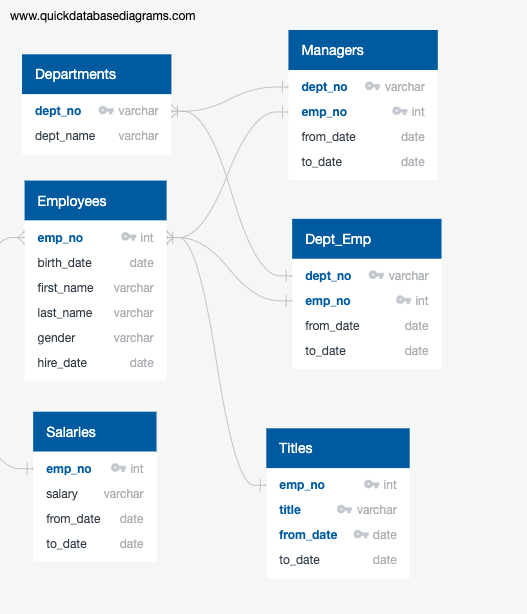 www.quickdatabasediagrams.com
Departments
dept_no varchar
dept_name varchar
Managers
dept_no varchar
emp_no int
from_date date
to_date date
Employees
emp_no int
birth_date date
first_name varchar
last_name varchar
gender varchar
hire_date date
Dept_Emp
dept_no varchar
emp_no int
from_date date
to_date date
Salaries
emp_no int
salary varchar
from_date date
to_date date
Titles
emp_no int
title varchar
from_date date
to_date date